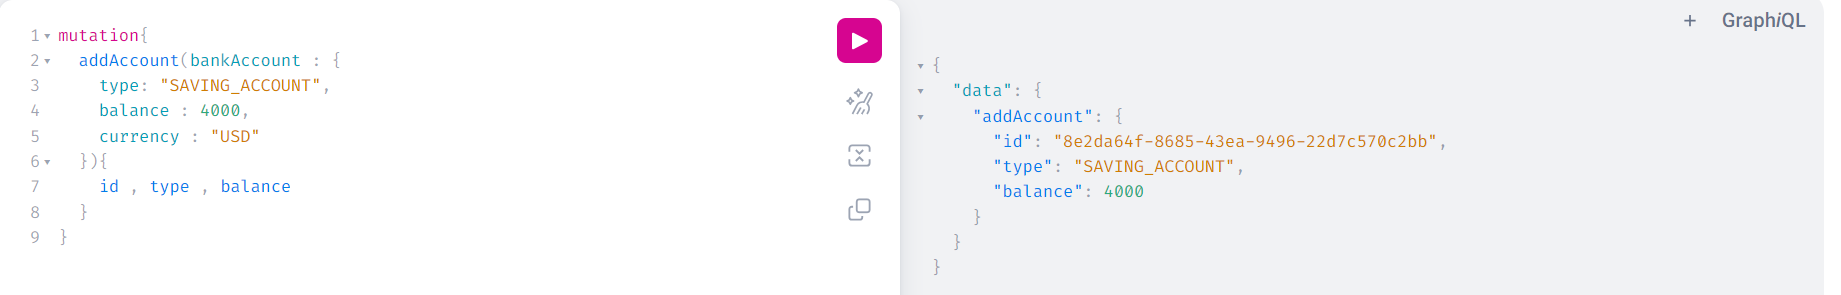 1 mutation{
2 addAccount(bankAccount : {
3 type: "SAVING_ACCOUNT",
4 balance : 4000,
5 currency : "USD"
6 }){
7 id , type , balance
8 }
9 }
+ GraphiQL
{
"data": {
"addAccount": {
"id": "8e2da64f-8685-43ea-9496-22d7c570c2bb",
"type": "SAVING_ACCOUNT",
"balance": 4000
}
}
}